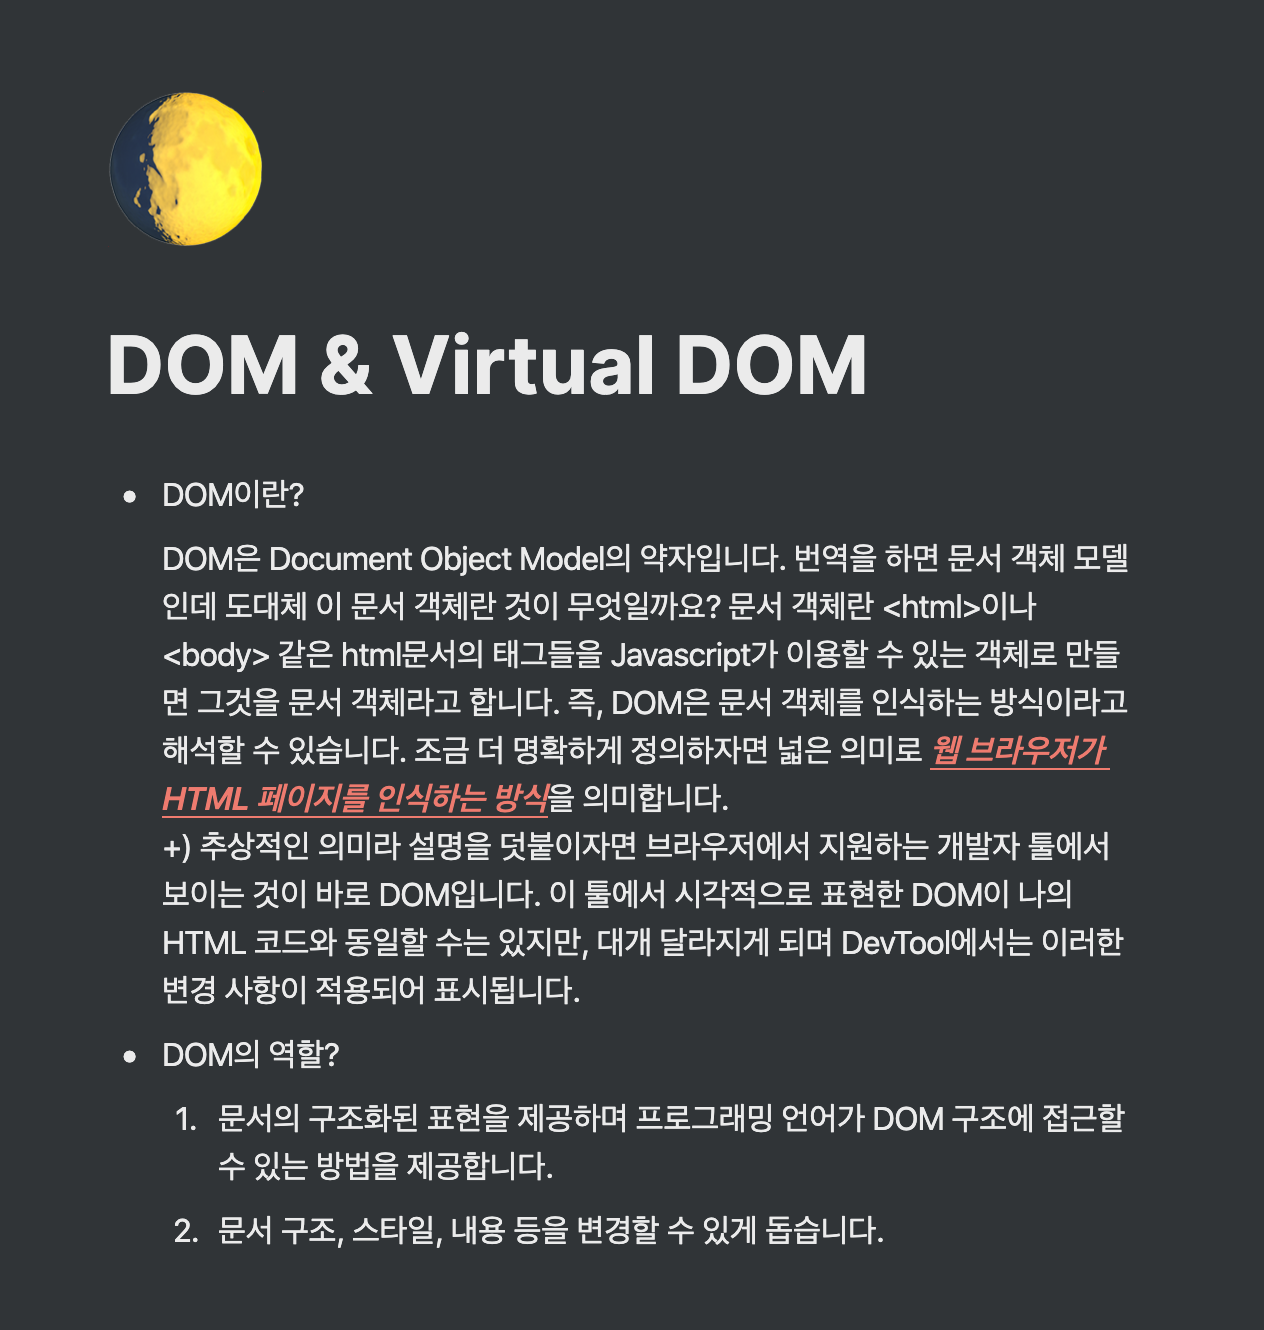 DOM & Virtual DOM
• DOM이란?
DOM은 Document Object Model의 약자입니다. 번역을 하면 문서 객체 모델
인데 도대체 이 문서 객체란 것이 무엇일까요? 문서 객체란 <html>이나
<body> 같은 html문서의 태그들을 Javascript가 이용할 수 있는 객체로 만들
면 그것을 문서 객체라고 합니다. 즉, DOM은 문서 객체를 인식하는 방식이라고
해석할 수 있습니다. 조금 더 명확하게 정의하자면 넓은 의미로 웹 브라우저가
HTML 페이지를 인식하는 방식을 의미합니다.
+) 추상적인 의미라 설명을 덧붙이자면 브라우저에서 지원하는 개발자 툴에서
보이는 것이 바로 DOM입니다. 이 툴에서 시각적으로 표현한 DOM이 나의
HTML 코드와 동일할 수는 있지만, 대개 달라지게 되며 DevTool에서는 이러한
변경 사항이 적용되어 표시됩니다.
• DOM의 역할?
1. 문서의 구조화된 표현을 제공하며 프로그래밍 언어가 DOM 구조에 접근할
수 있는 방법을 제공합니다.
2. 문서 구조, 스타일, 내용 등을 변경할 수 있게 돕습니다.